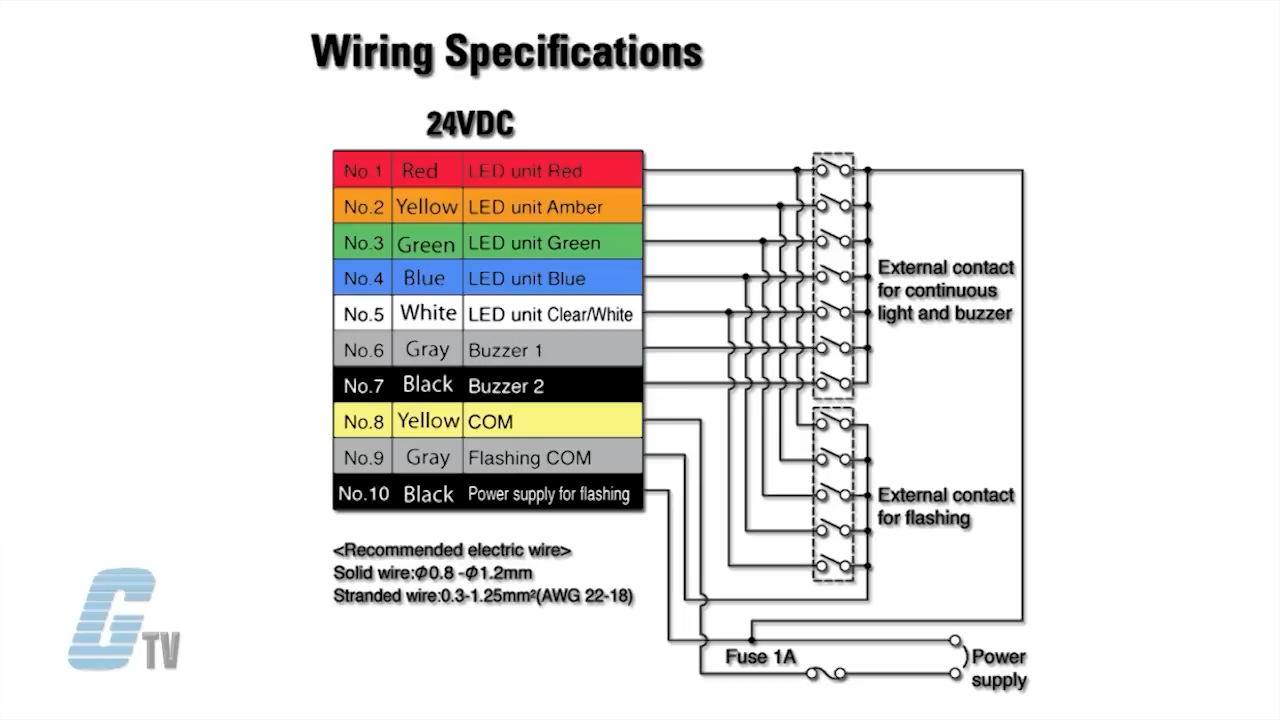 Wiring Specifications
24VDC
No.1 Red LED unit Red
No.2 Yellow LED unit Amber
No.3 Green LED unit Green
No.4 Blue LED unit Blue
No.5 White LED unit Clear/White
No.6 Gray Buzzer 1
No.7 Black Buzzer 2
No.8 Yellow COM
No.9 Gray Flashing COM
No.10 Black Power supply for flashing
External contact
for continuous
light and buzzer
External contact
for flashing
<Recommended electric wire>
Solid wire:Φ0.8 -Φ1.2mm
Stranded wire:0.3-1.25mm²(AWG 22-18)
Fuse 1A
Power
supply
G TV